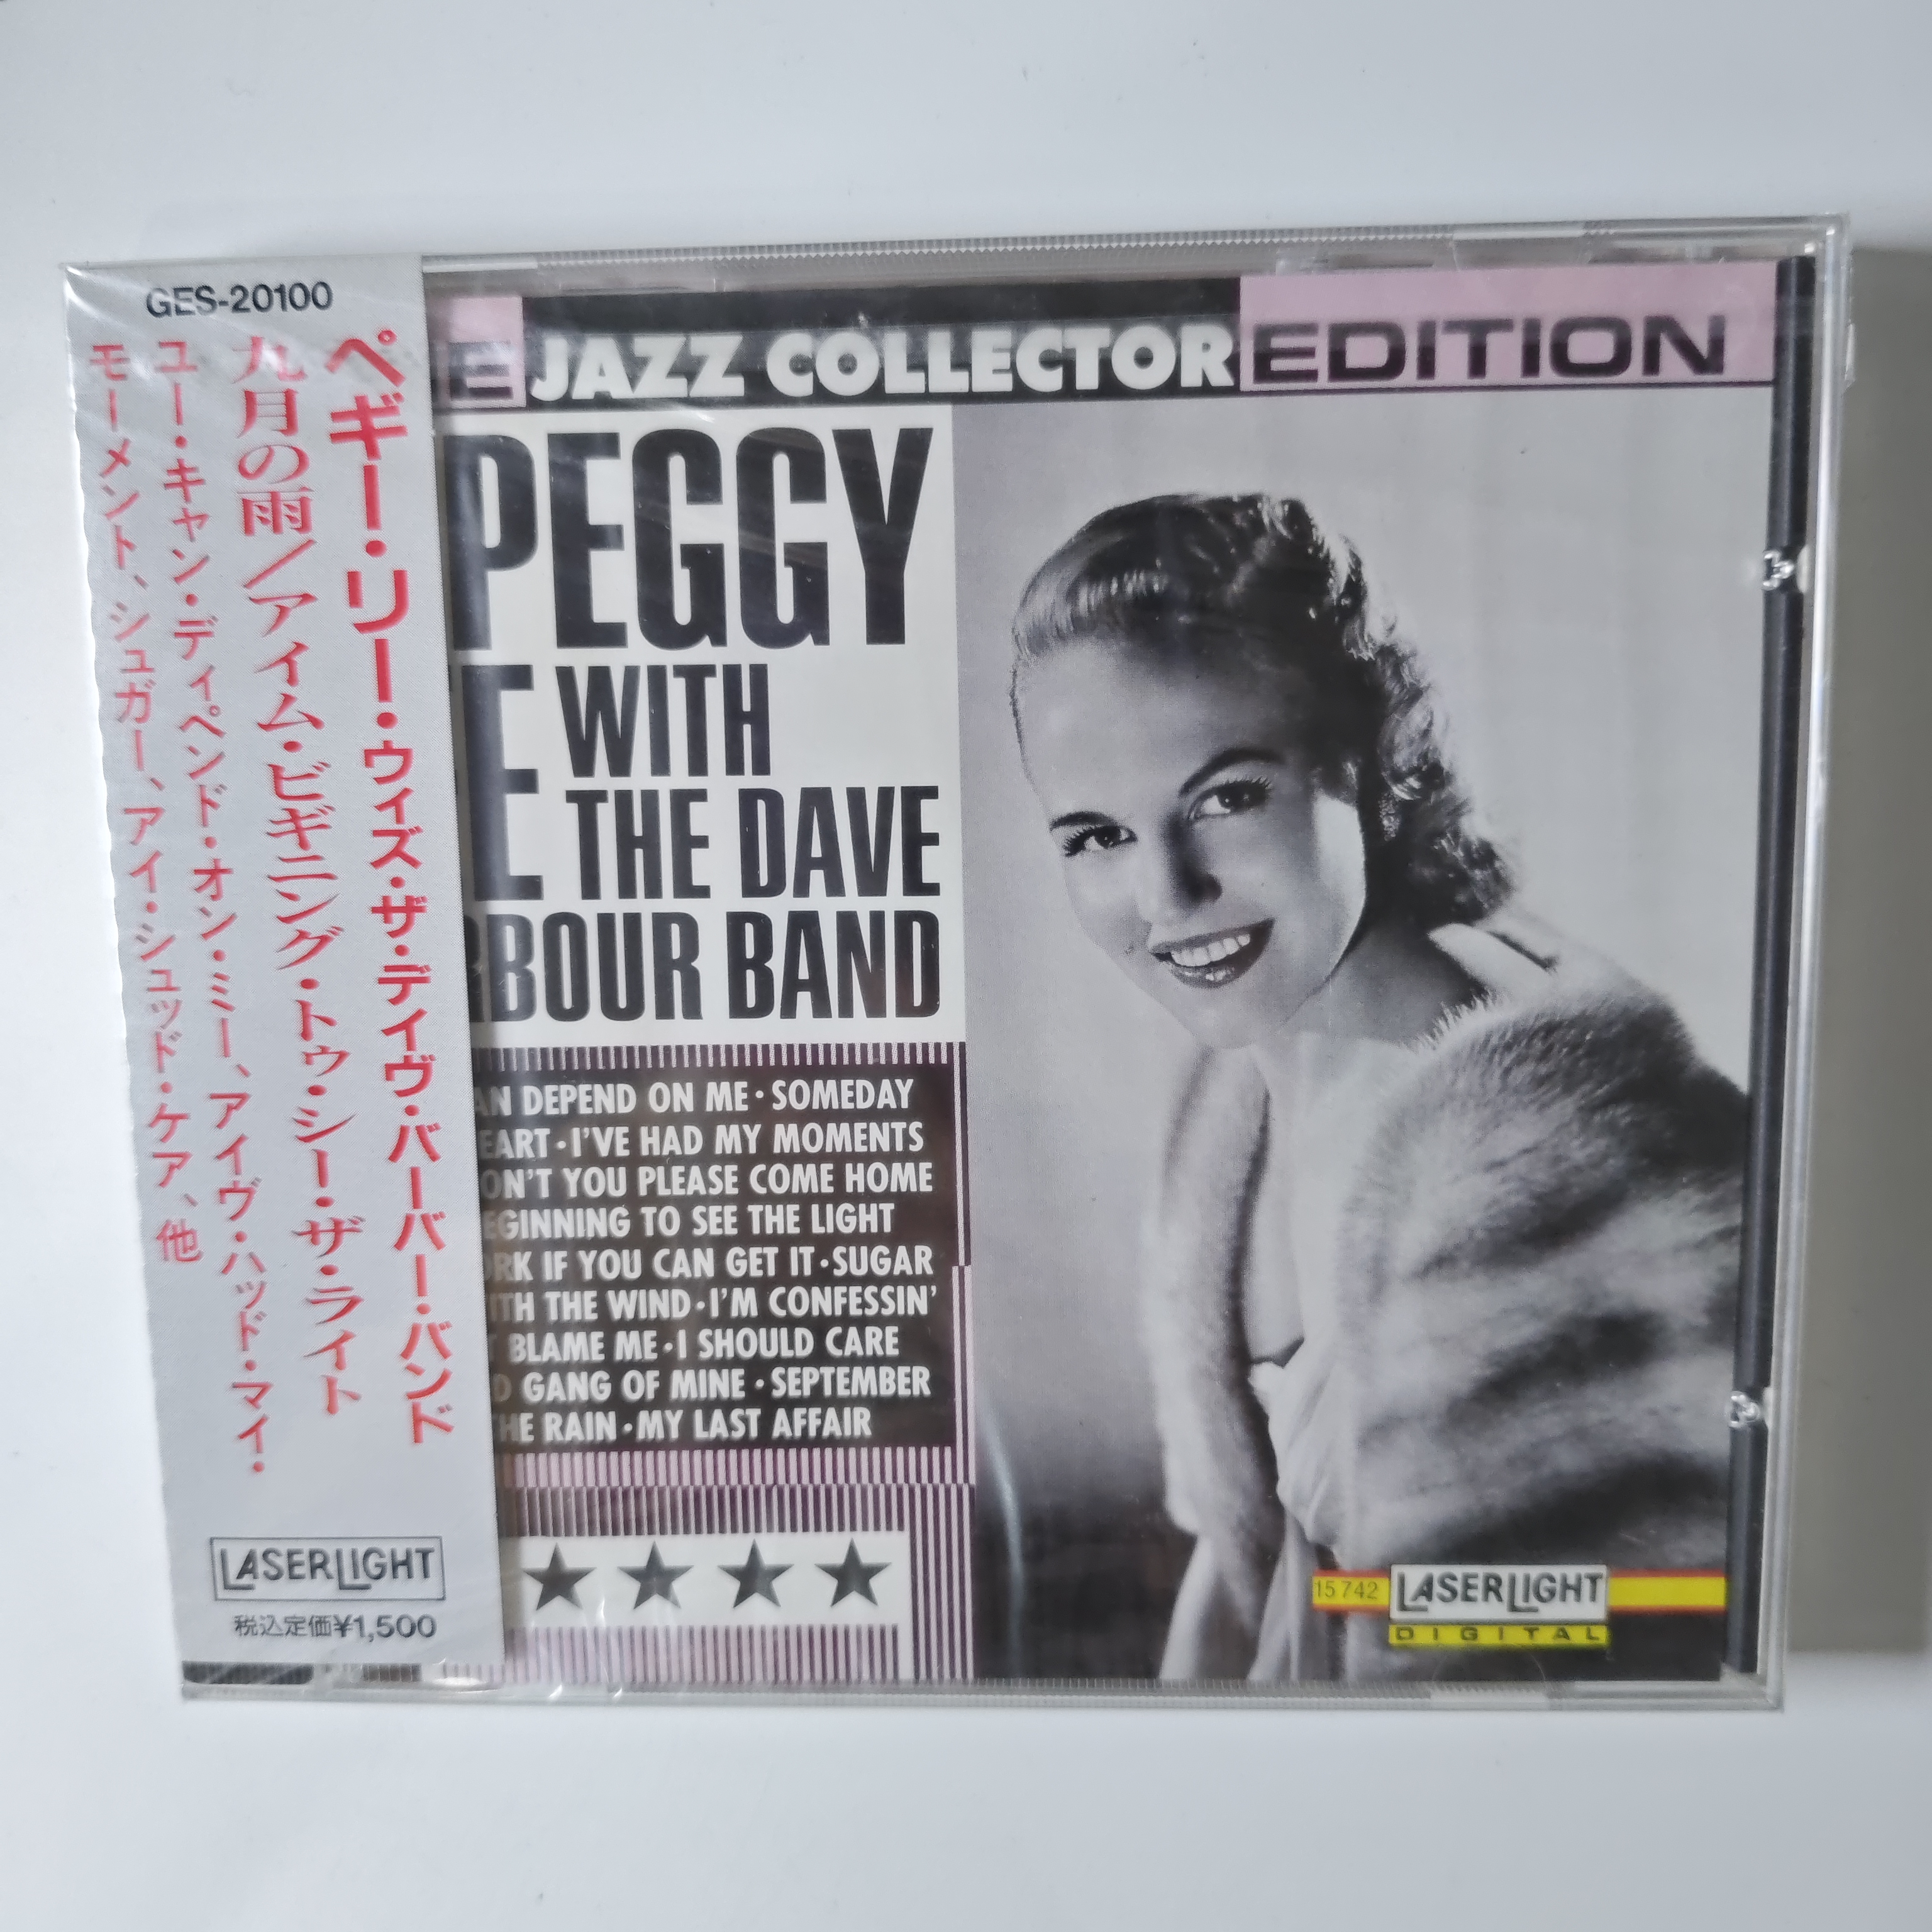 GES-20100
ペギー・リー・ウィズ・ザ・デイヴ・バーバー・バンド
九月の雨/アイム・ビギニング・トゥ・シー・ザ・ライト
ユー・キャン・ディペンド・オン・ミー、アイヴ・ハッド・マイ・
モーメント、シュガー、アイ・シュッド・ケア、他
LASERLIGHT
税込定価¥1,500
E JAZZ COLLECTOR EDITION
PEGGY
E WITH
THE DAVE
BOUR BAND
AN DEPEND ON ME・SOMEDAY
EART・I'VE HAD MY MOMENTS
ON'T YOU PLEASE COME HOME
EGINNING TO SEE THE LIGHT
RK IF YOU CAN GET IT・SUGAR
TH THE WIND・I'M CONFESSIN'
BLAME ME・I SHOULD CARE
D GANG OF MINE・SEPTEMBER
HE RAIN・MY LAST AFFAIR
15 742 LASERLIGHT
DIGITAL